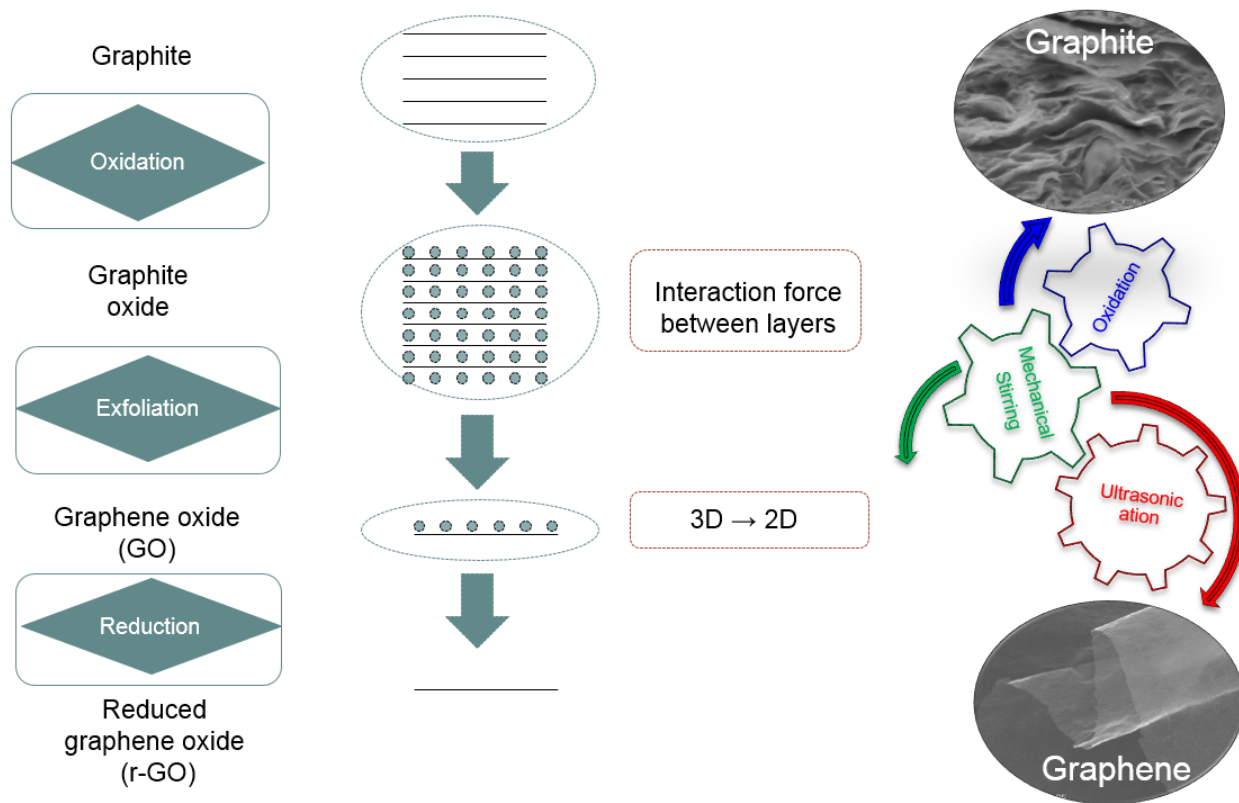 Graphite
Oxidation
Graphite
oxide
Exfoliation
Graphene oxide
(GO)
Reduction
Reduced
graphene oxide
(r-GO)
Interaction force
between layers
3D → 2D
Graphite
Oxidation
Mechanical
Stirring
Ultrasonic
ation
Graphene